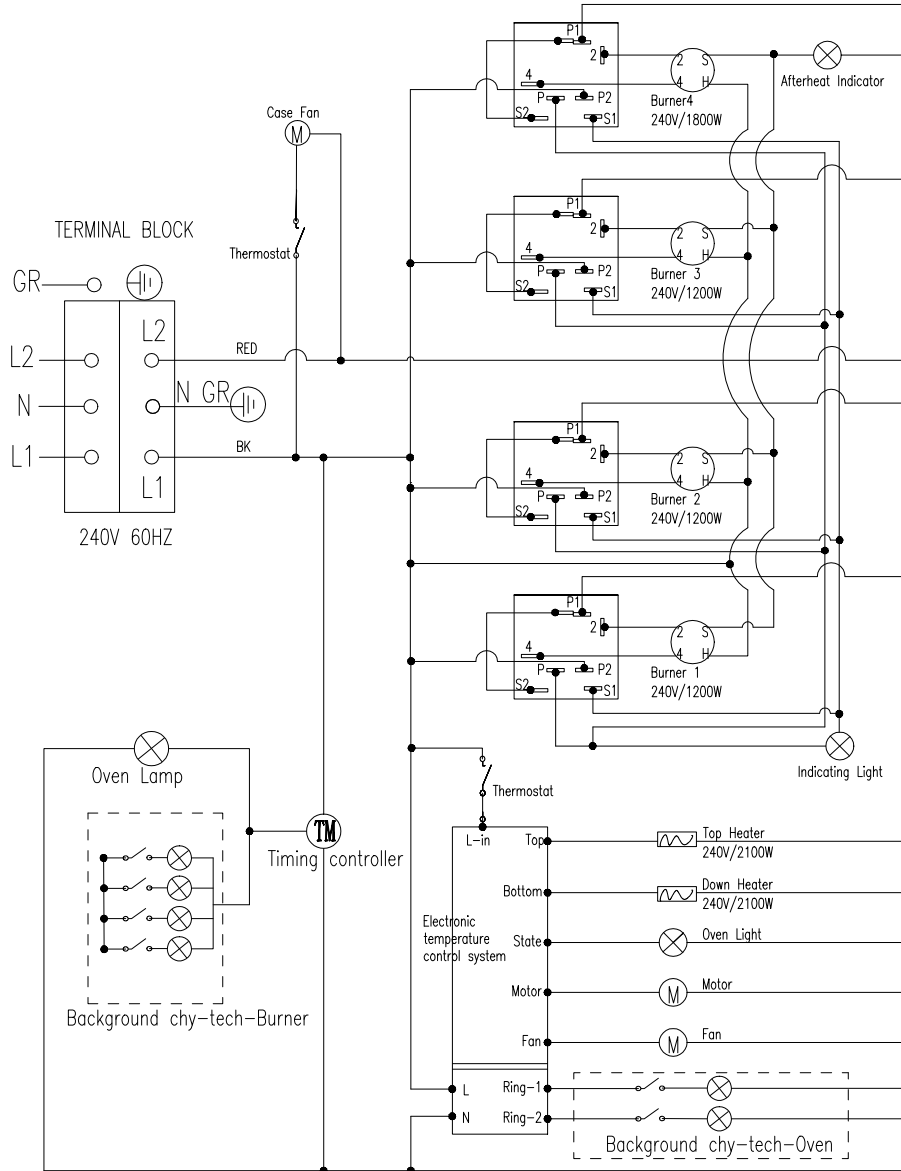 P1
2
4
P
P2
S2
S1
2
S
4
H
Burner4
240V/1800W
Afterheat Indicator
Case Fan
M
Thermostat
P1
2
4
P
P2
S2
S1
2
S
4
H
Burner 3
240V/1200W
TERMINAL BLOCK
GR
L2
L2
RED
N
N GR
L1
BK
L1
240V 60HZ
P1
2
4
P
P2
S2
S1
2
S
4
H
Burner 2
240V/1200W
P1
2
4
P
P2
S2
S1
2
S
4
H
Burner 1
240V/1200W
Indicating Light
Oven Lamp
TM
Timing controller
Background chy-tech-Burner
Thermostat
L-in
Top
Top Heater
240V/2100W
Bottom
Down Heater
240V/2100W
Electronic
temperature
control system
State
Oven Light
Motor
M
Motor
Fan
M
Fan
L
Ring-1
N
Ring-2
Background chy-tech-Oven